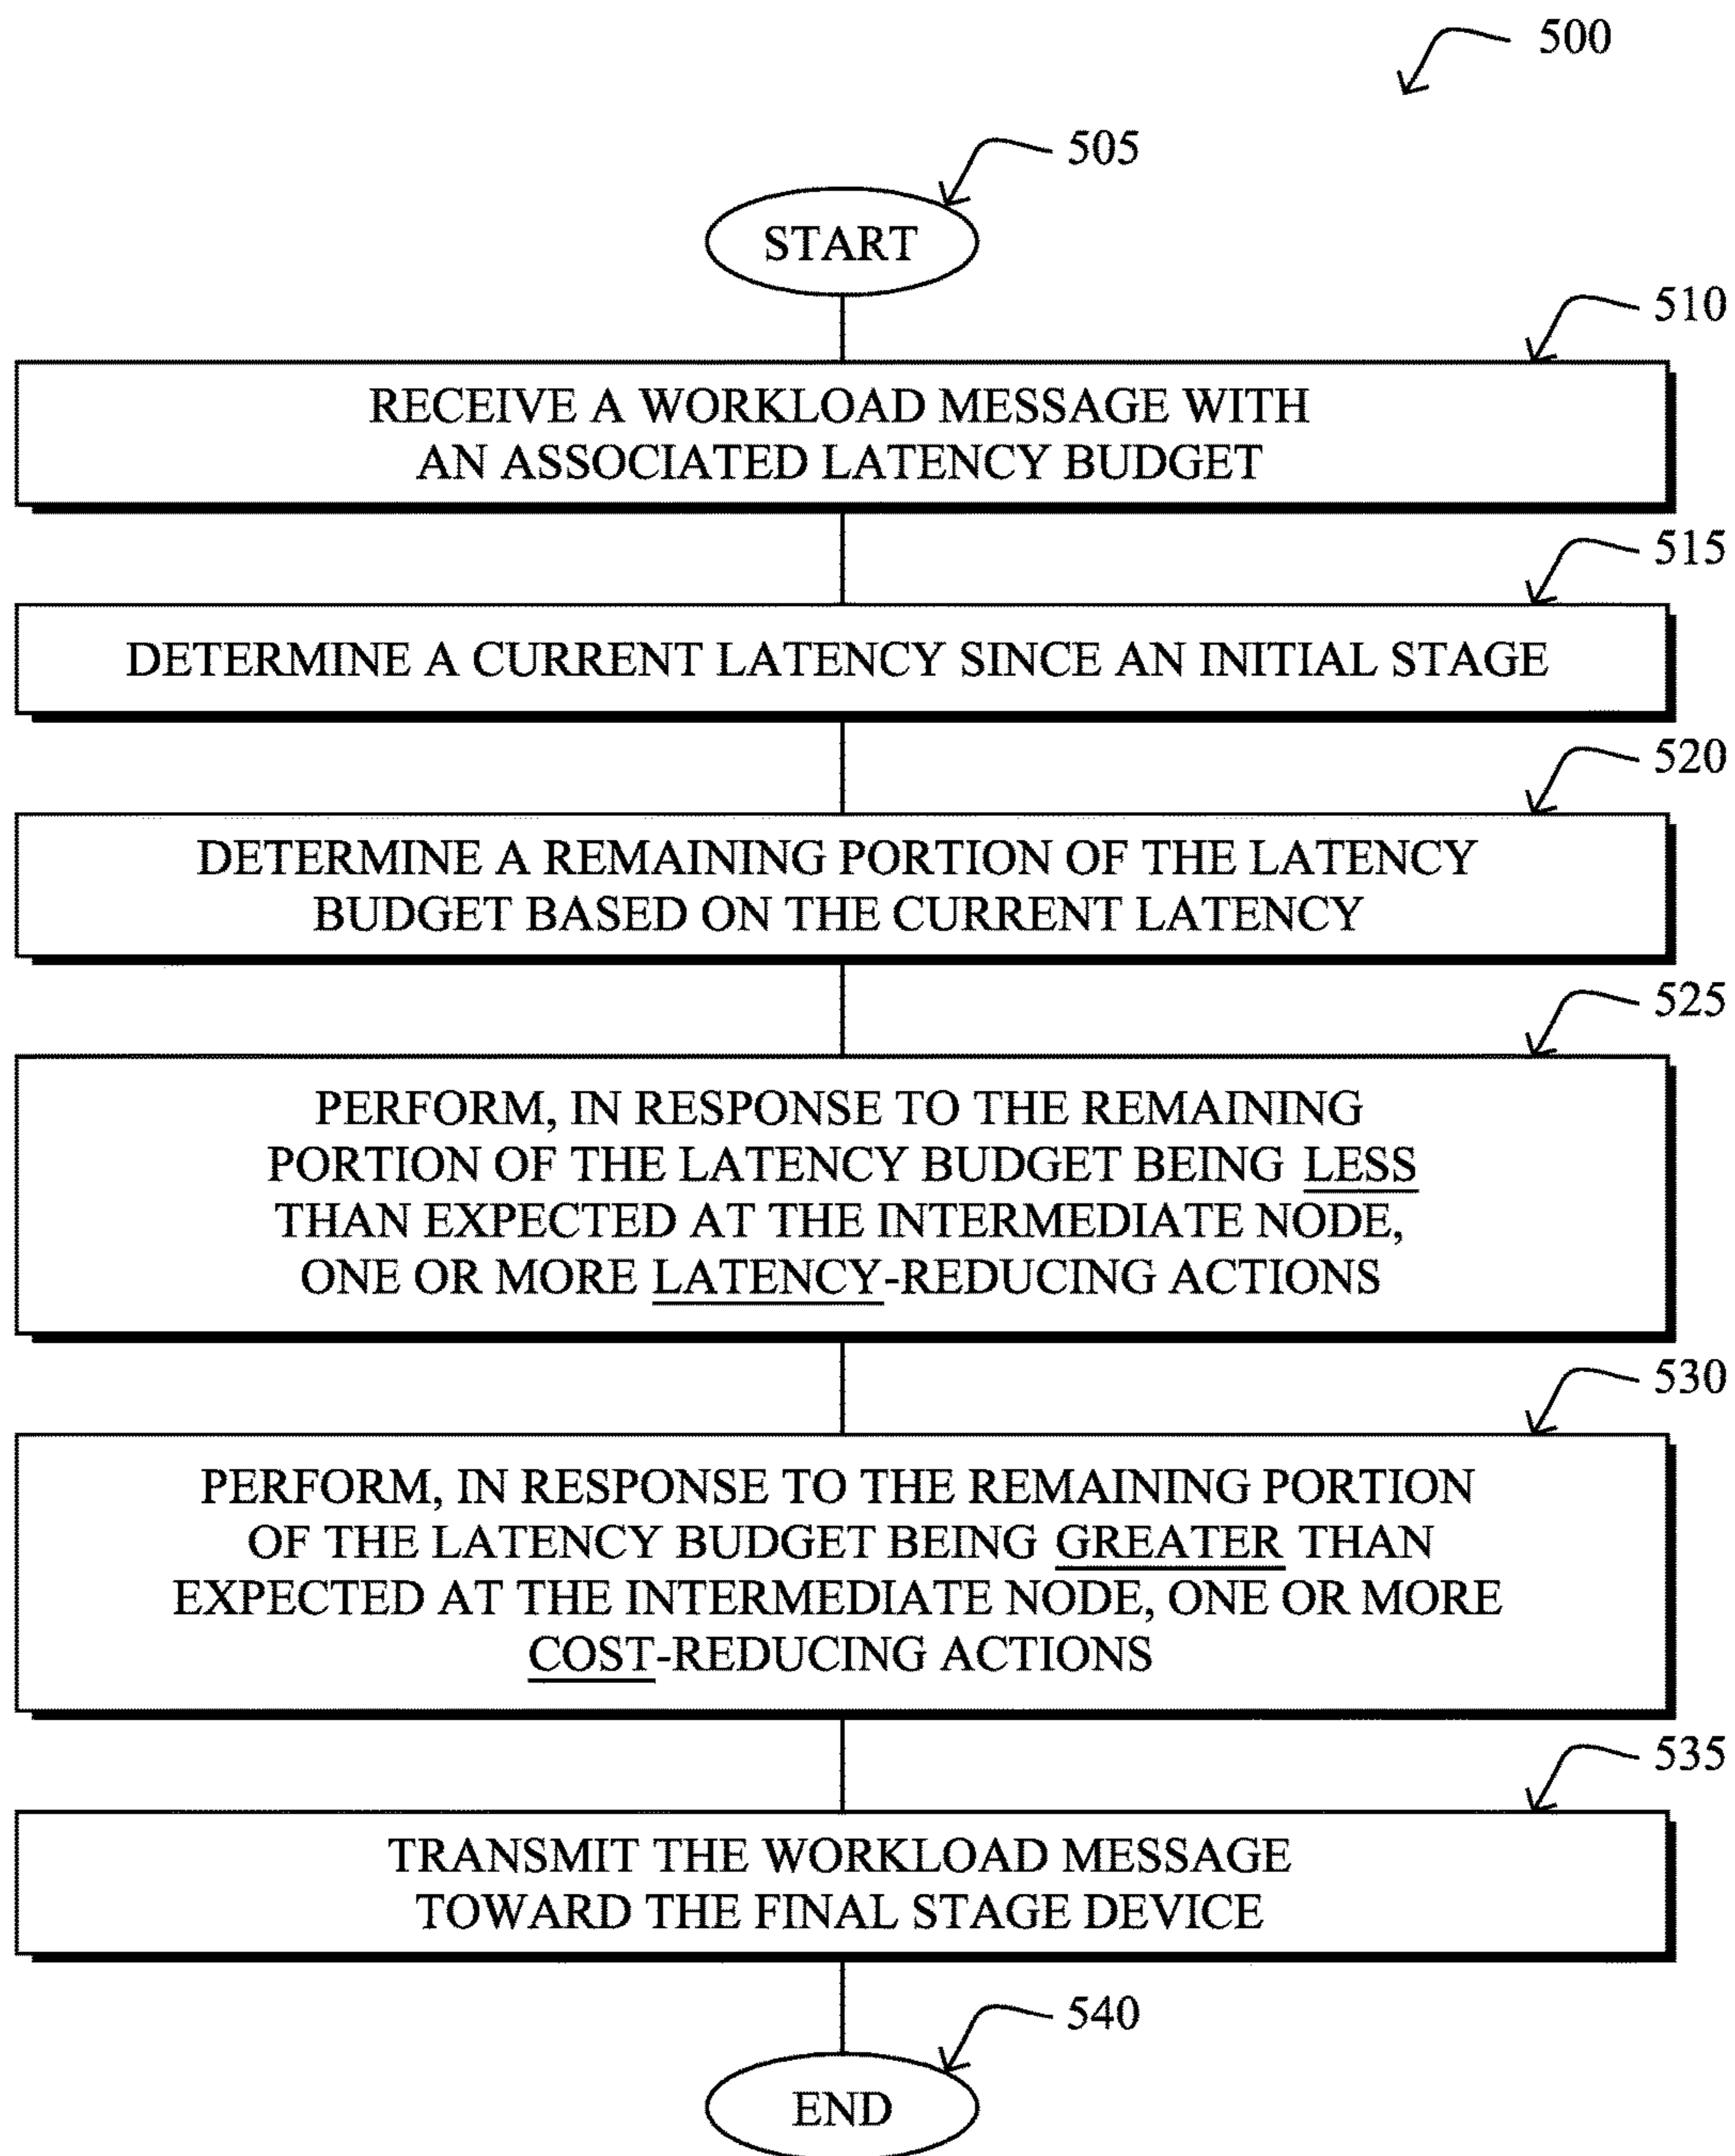 500
505
START
510
RECEIVE A WORKLOAD MESSAGE WITH
AN ASSOCIATED LATENCY BUDGET
515
DETERMINE A CURRENT LATENCY SINCE AN INITIAL STAGE
520
DETERMINE A REMAINING PORTION OF THE LATENCY
BUDGET BASED ON THE CURRENT LATENCY
525
PERFORM, IN RESPONSE TO THE REMAINING
PORTION OF THE LATENCY BUDGET BEING LESS
THAN EXPECTED AT THE INTERMEDIATE NODE,
ONE OR MORE LATENCY-REDUCING ACTIONS
530
PERFORM, IN RESPONSE TO THE REMAINING PORTION
OF THE LATENCY BUDGET BEING GREATER THAN
EXPECTED AT THE INTERMEDIATE NODE, ONE OR MORE
COST-REDUCING ACTIONS
535
TRANSMIT THE WORKLOAD MESSAGE
TOWARD THE FINAL STAGE DEVICE
540
END